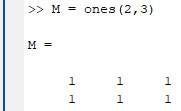 >> M = ones(2,3)
M =
1 1 1
1 1 1